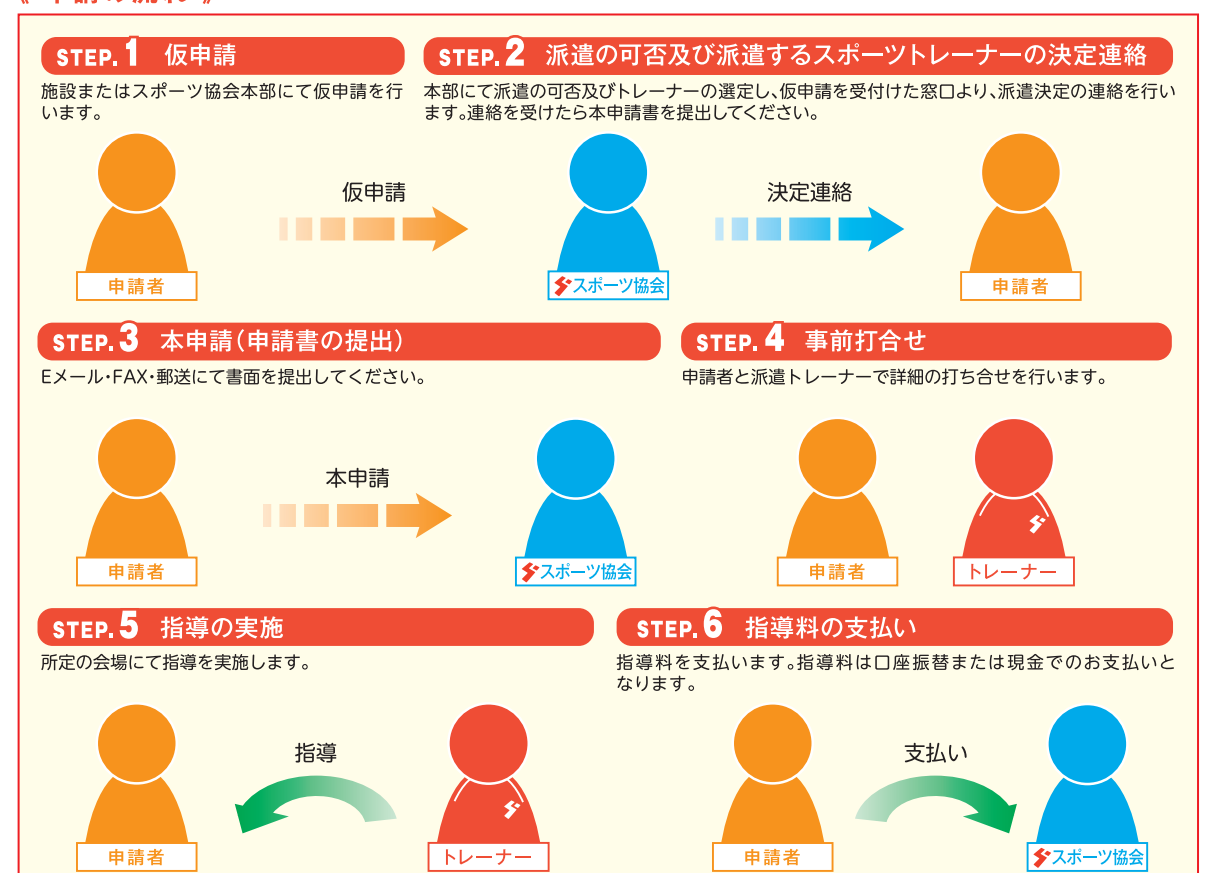 《 申請の流れ 》
STEP.1 仮申請
施設またはスポーツ協会本部にて仮申請を行
います。
仮申請
申請者
スポーツ協会
STEP.2 派遣の可否及び派遣するスポーツトレーナーの決定連絡
本部にて派遣の可否及びトレーナーの選定し、仮申請を受付けた窓口より、派遣決定の連絡を行い
ます。連絡を受けたら本申請書を提出してください。
決定連絡
申請者
STEP.3 本申請(申請書の提出)
Eメール・FAX・郵送にて書面を提出してください。
本申請
申請者
スポーツ協会
STEP.4 事前打合せ
申請者と派遣トレーナーで詳細の打ち合せを行います。
申請者
トレーナー
STEP.5 指導の実施
所定の会場にて指導を実施します。
指導
申請者
トレーナー
STEP.6 指導料の支払い
指導料を支払います。指導料は口座振替または現金でのお支払いと
なります。
支払い
申請者
スポーツ協会